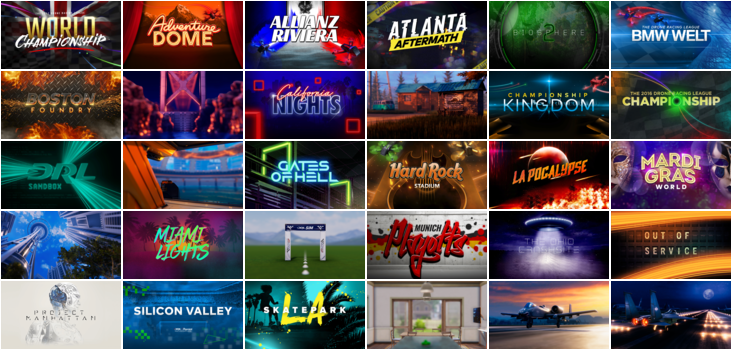 WORLD
CHAMPIONSHIP
Adventure
DOME
ALLIANZ
RIVIERA
ATLANTA
AFTERMATH
BIOSPHERE
THE DRONE RACING LEAGUE
BMW WELT
BOSTON
FOUNDRY
California
NIGHTS
CHAMPIONSHIP
KINGDOM
THE 2016 DRONE RACING LEAGUE
CHAMPIONSHIP
DRL
SANDBOX
GATES
OF HELL
Hard Rock
STADIUM
L.A. POCALYPSE
MARDI
GRAS
WORLD
MIAMI
LIGHTS
MUNICH
Playoffs
THE OHIO
CRASHSITE
OUT OF
SERVICE
PROJECT
MANHATTAN
SILICON VALLEY
LA
SKATEPARK